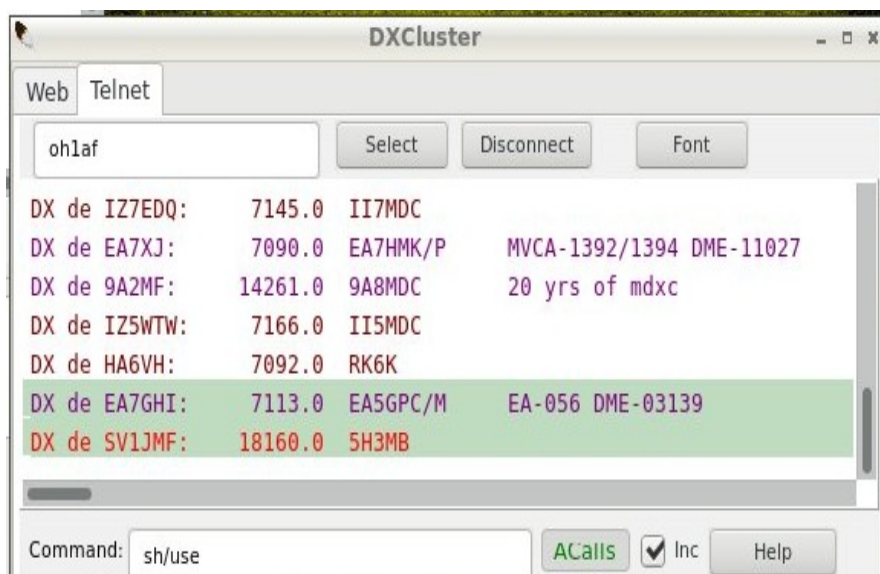 DXCluster
Web Telnet
oh1af Select Disconnect Font
DX de IZ7EDQ: 7145.0 II7MDC
DX de EA7XJ: 7090.0 EA7HMK/P MVCA-1392/1394 DME-11027
DX de 9A2MF: 14261.0 9A8MDC 20 yrs of mdxc
DX de IZ5WTW: 7166.0 II5MDC
DX de HA6VH: 7092.0 RK6K
DX de EA7GHI: 7113.0 EA5GPC/M EA-056 DME-03139
DX de SV1JMF: 18160.0 5H3MB
Command: sh/use ACalls Inc Help